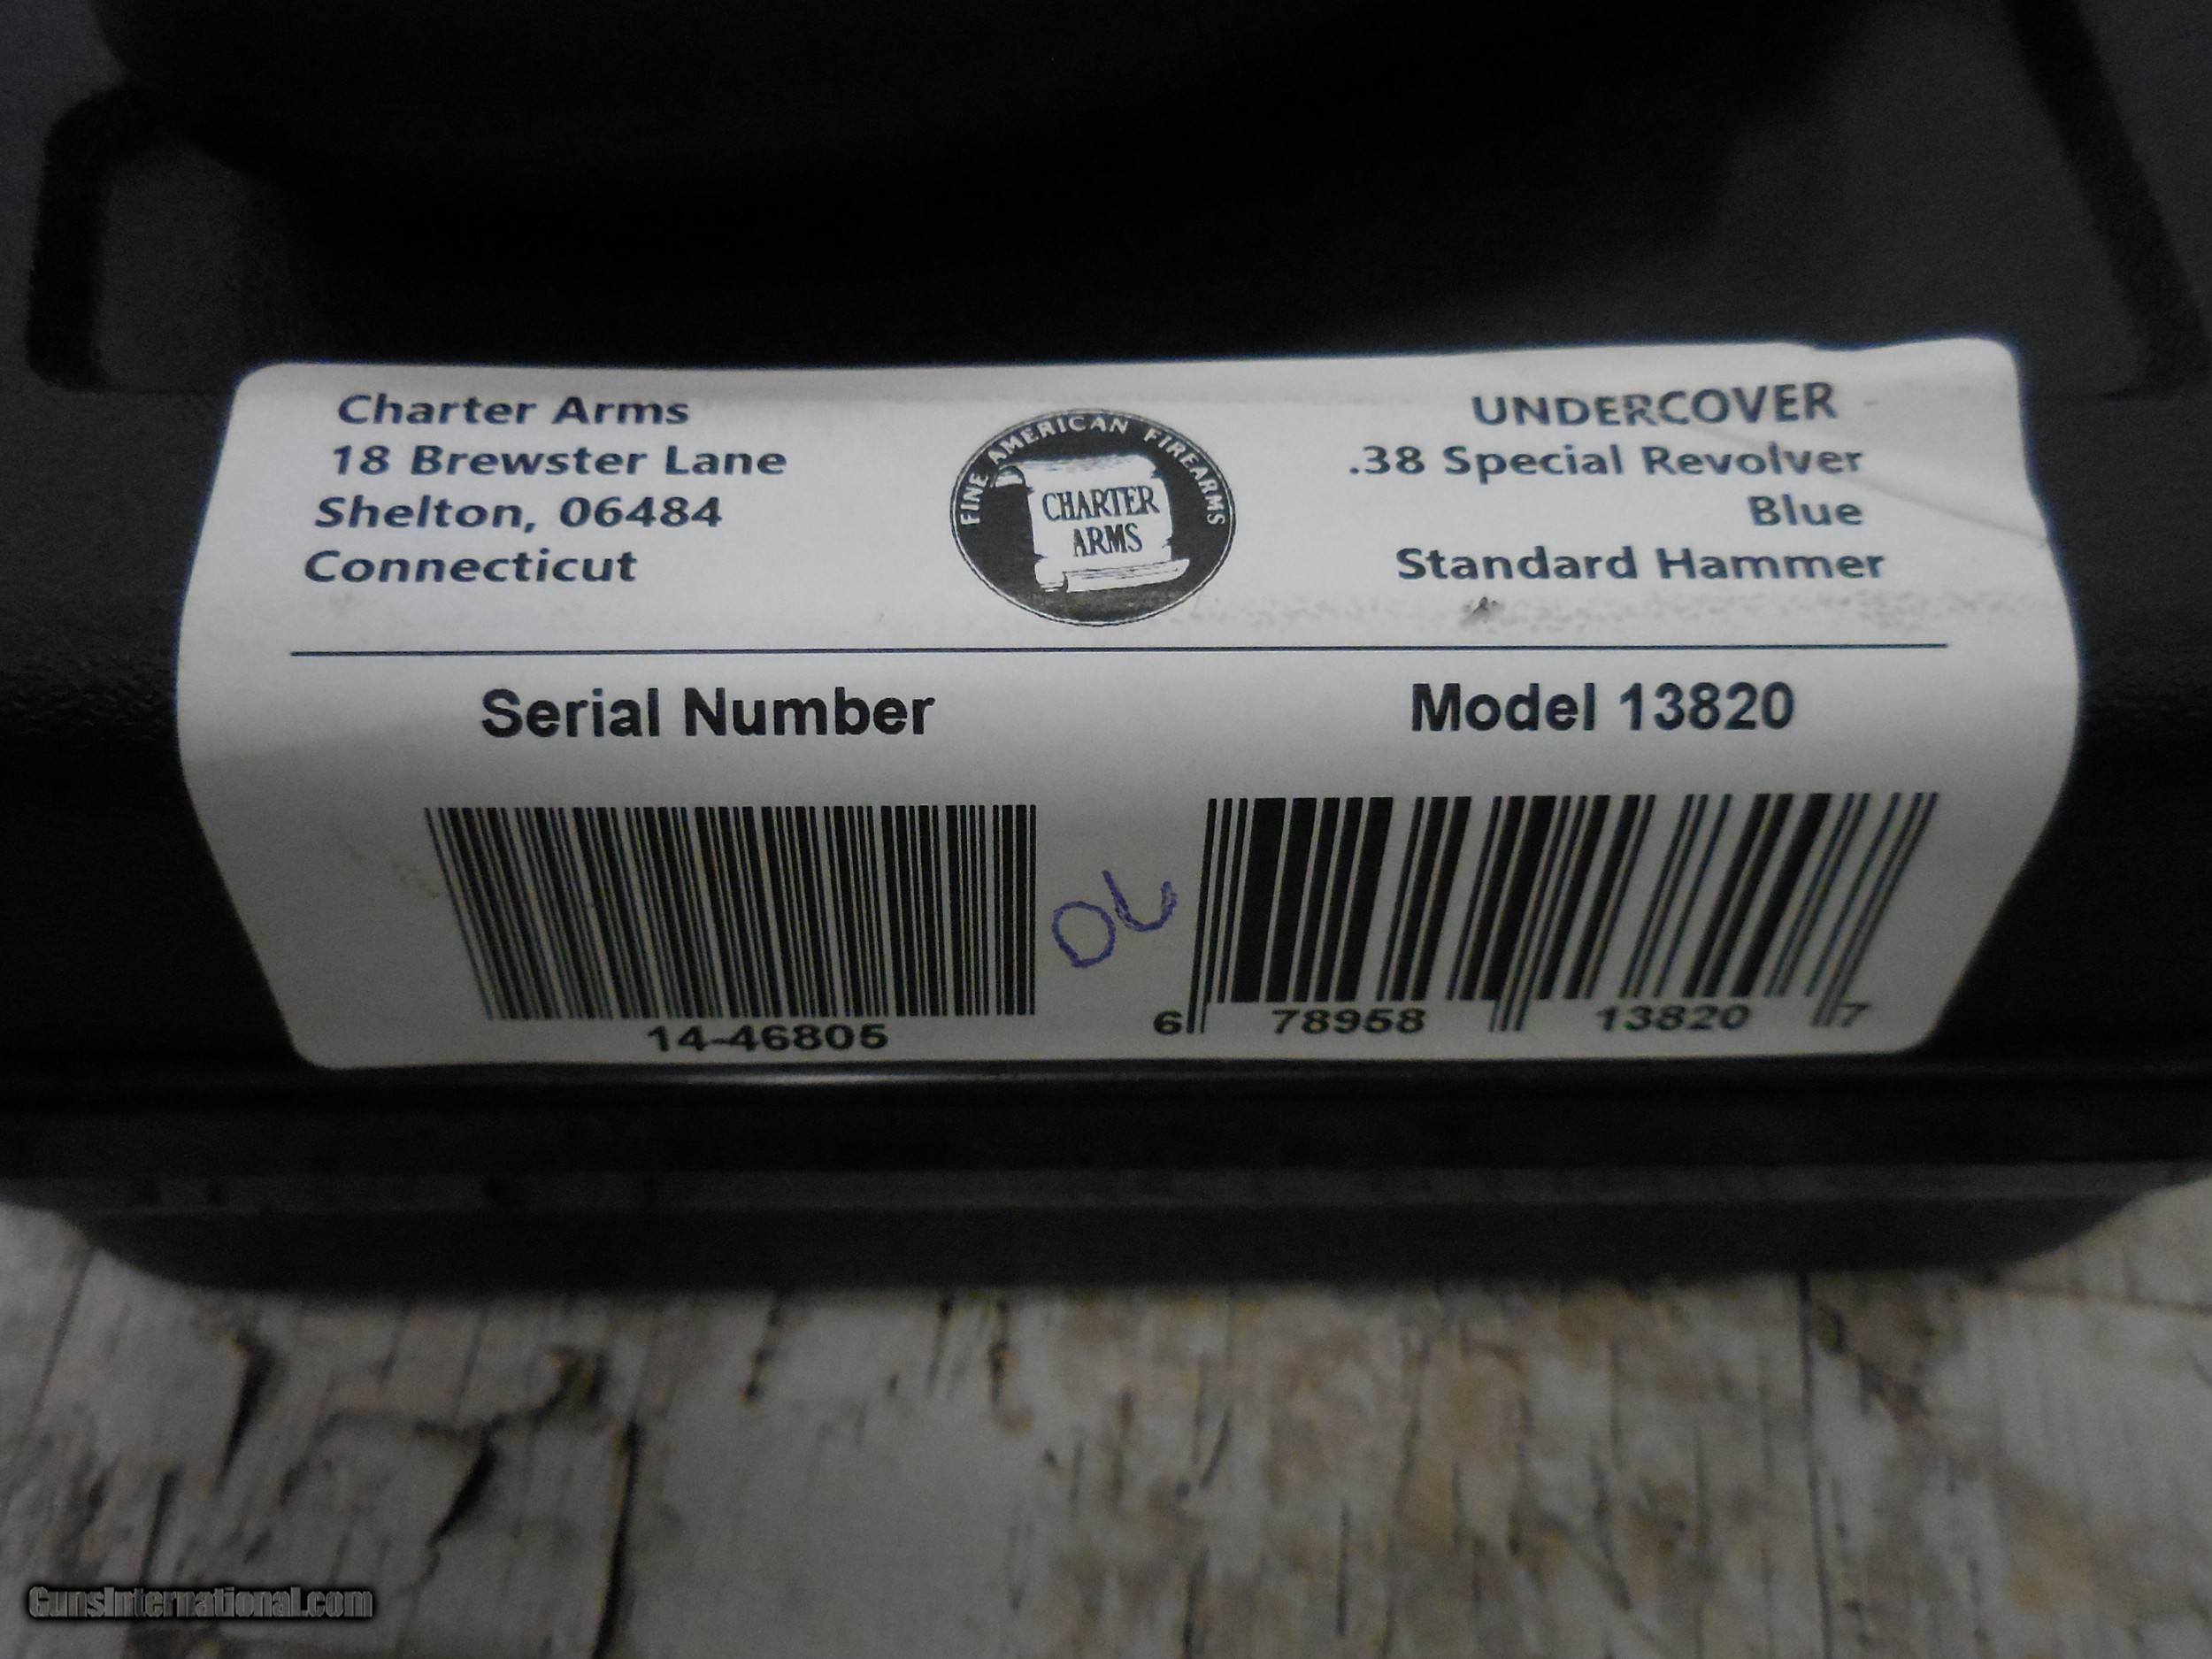 Charter Arms
18 Brewster Lane
Shelton, 06484
Connecticut
FINE AMERICAN FIREARMS
CHARTER
ARMS
UNDERCOVER
.38 Special Revolver
Blue
Standard Hammer
Serial Number
Model 13820
14-46805
OL
6 78958 13820 7
GunsInternational.com